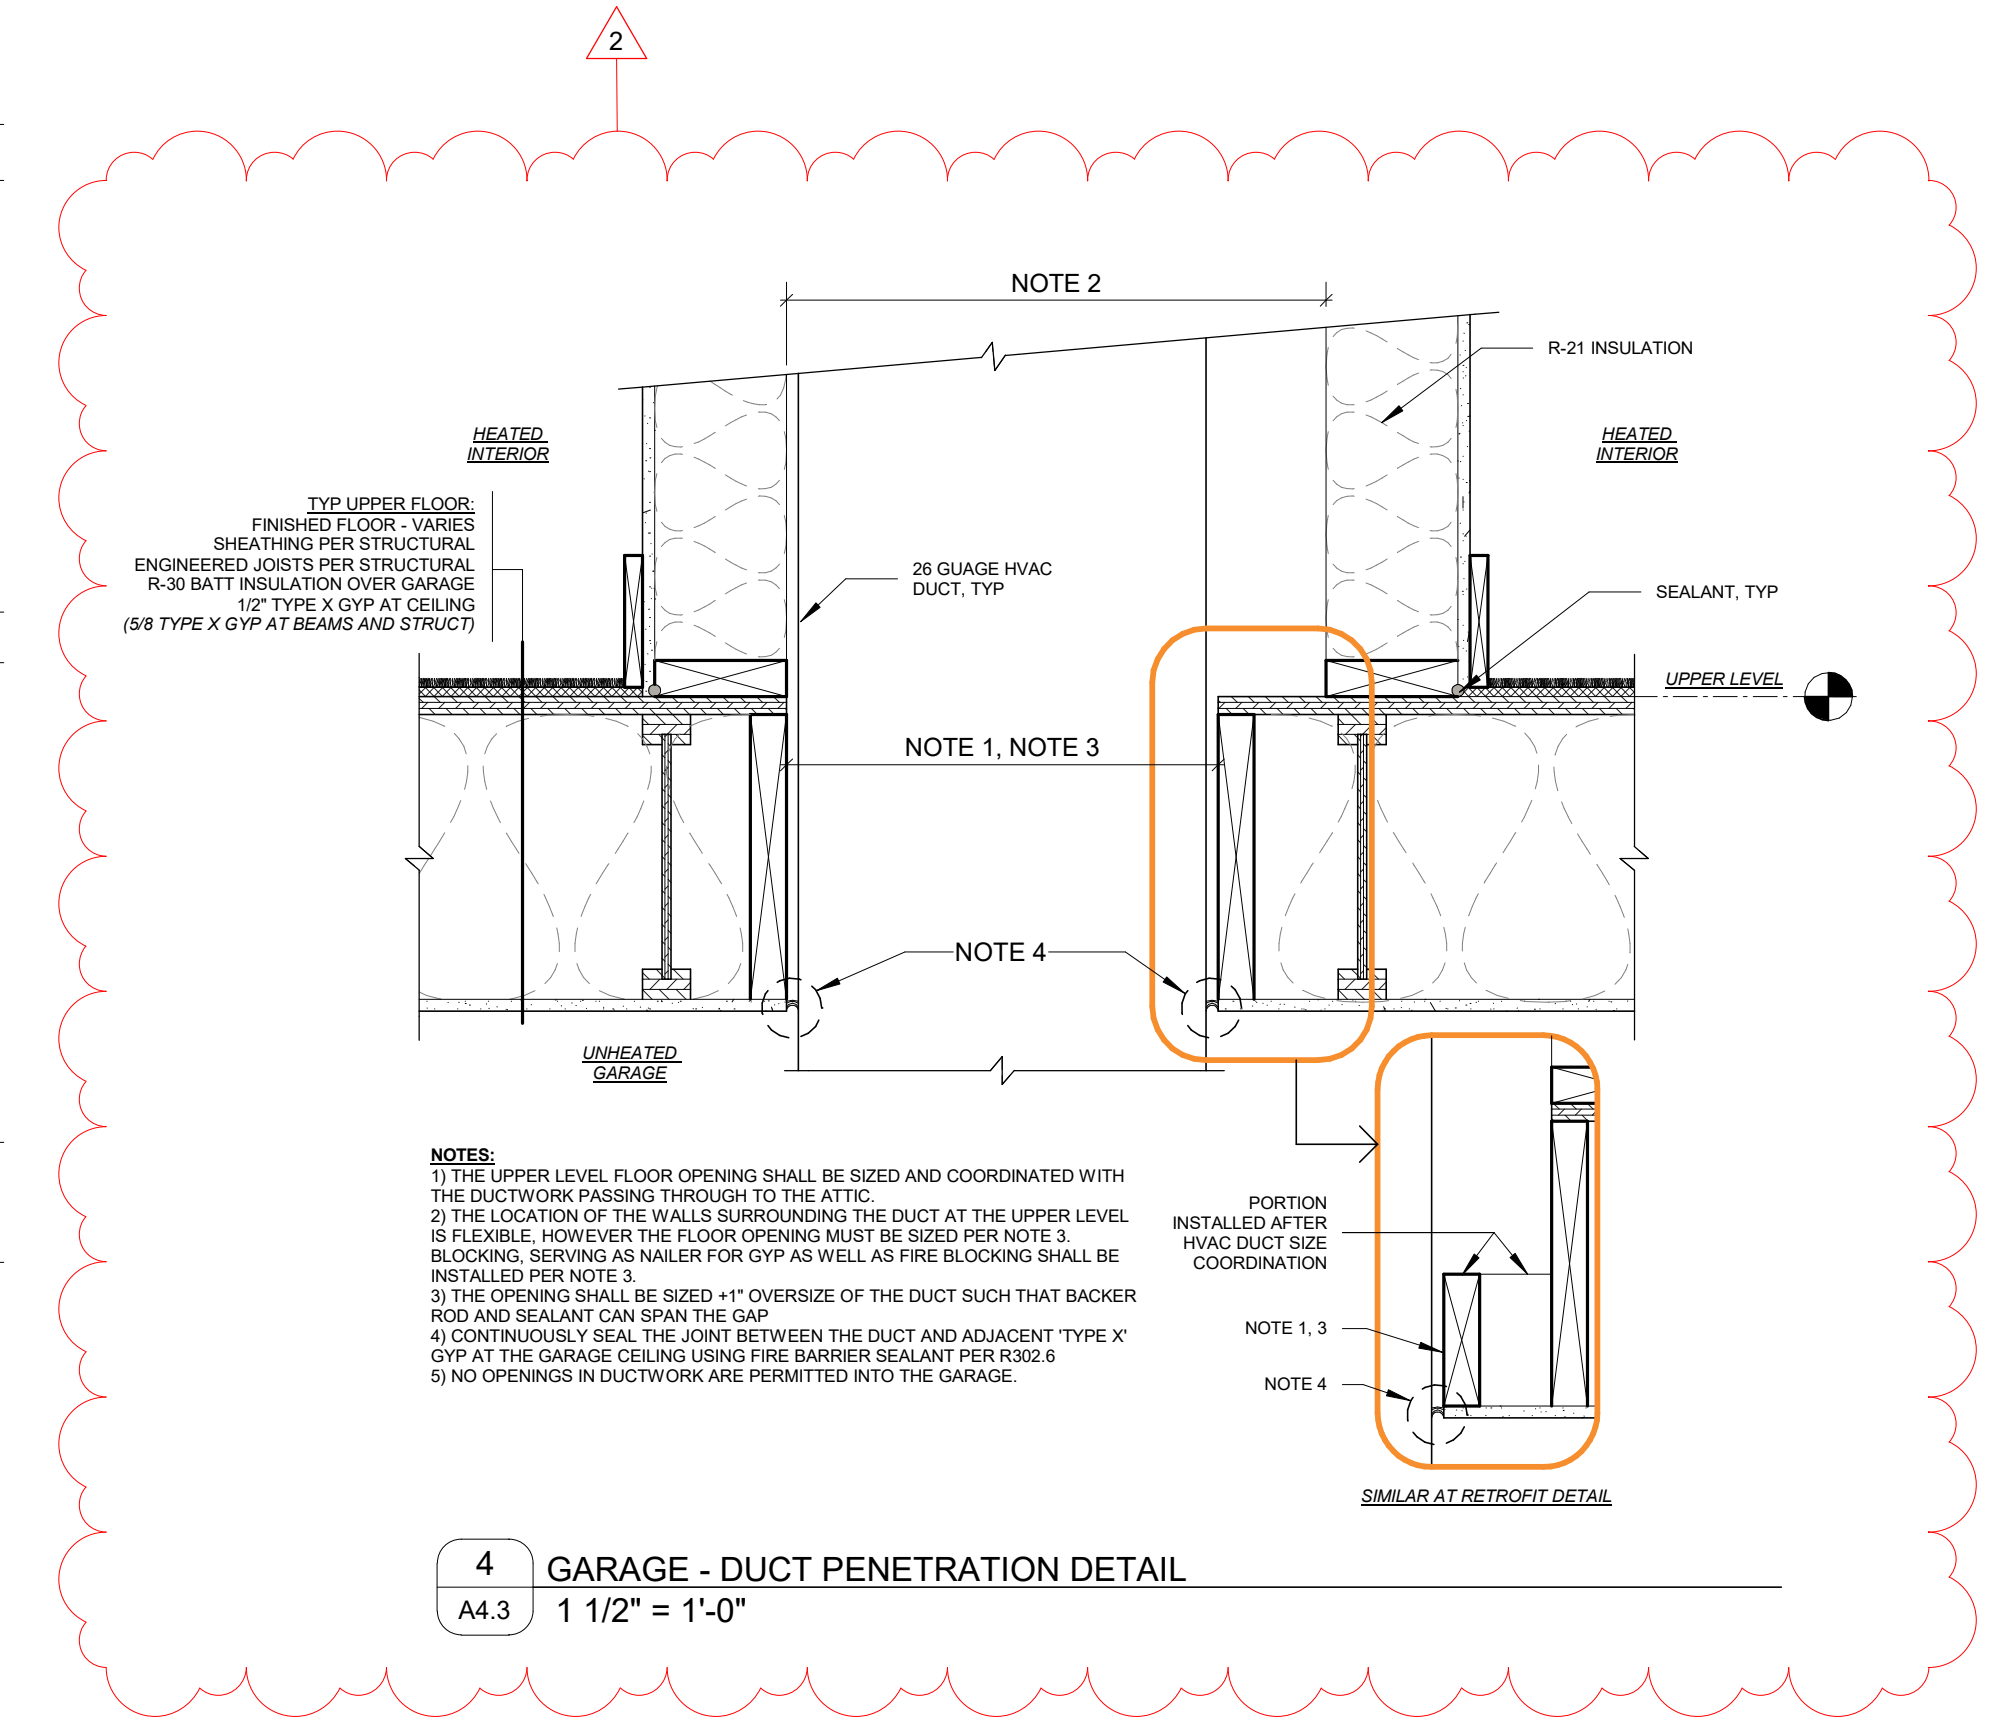 2
NOTE 2
R-21 INSULATION
HEATED
INTERIOR
HEATED
INTERIOR
TYP UPPER FLOOR:
FINISHED FLOOR - VARIES
SHEATHING PER STRUCTURAL
ENGINEERED JOISTS PER STRUCTURAL
R-30 BATT INSULATION OVER GARAGE
1/2" TYPE X GYP AT CEILING
(5/8 TYPE X GYP AT BEAMS AND STRUCT)
26 GUAGE HVAC
DUCT, TYP
SEALANT, TYP
UPPER LEVEL
NOTE 1, NOTE 3
NOTE 4
UNHEATED
GARAGE
NOTES:
1) THE UPPER LEVEL FLOOR OPENING SHALL BE SIZED AND COORDINATED WITH
THE DUCTWORK PASSING THROUGH TO THE ATTIC.
2) THE LOCATION OF THE WALLS SURROUNDING THE DUCT AT THE UPPER LEVEL
IS FLEXIBLE, HOWEVER THE FLOOR OPENING MUST BE SIZED PER NOTE 3.
BLOCKING, SERVING AS NAILER FOR GYP AS WELL AS FIRE BLOCKING SHALL BE
INSTALLED PER NOTE 3.
3) THE OPENING SHALL BE SIZED +1" OVERSIZE OF THE DUCT SUCH THAT BACKER
ROD AND SEALANT CAN SPAN THE GAP
4) CONTINUOUSLY SEAL THE JOINT BETWEEN THE DUCT AND ADJACENT 'TYPE X'
GYP AT THE GARAGE CEILING USING FIRE BARRIER SEALANT PER R302.6
5) NO OPENINGS IN DUCTWORK ARE PERMITTED INTO THE GARAGE.
PORTION
INSTALLED AFTER
HVAC DUCT SIZE
COORDINATION
NOTE 1, 3
NOTE 4
SIMILAR AT RETROFIT DETAIL
4
A4.3
GARAGE - DUCT PENETRATION DETAIL
1 1/2" = 1'-0"